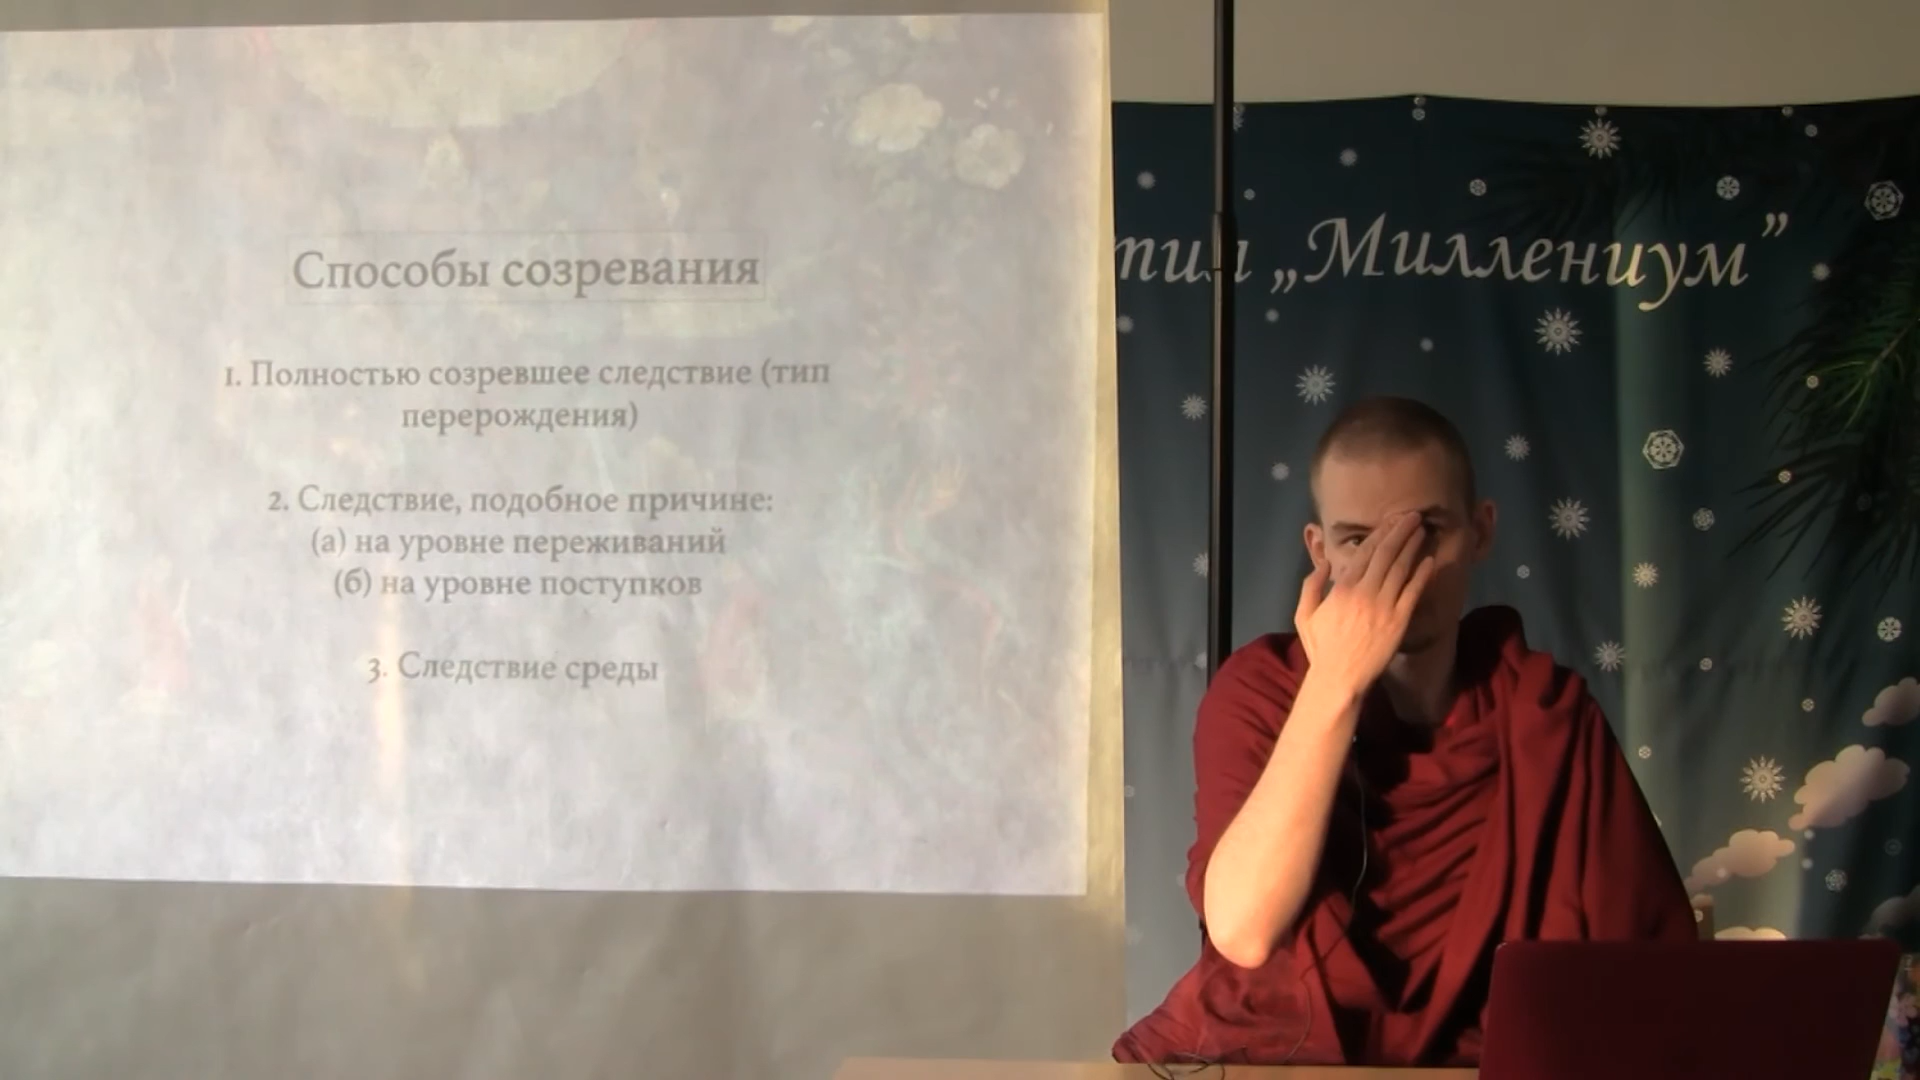 Способы созревания
1. Полностью созревшее следствие (тип
перерождения)
2. Следствие, подобное причине:
(а) на уровне переживаний
(б) на уровне поступков
3. Следствие среды
„Миллениум”